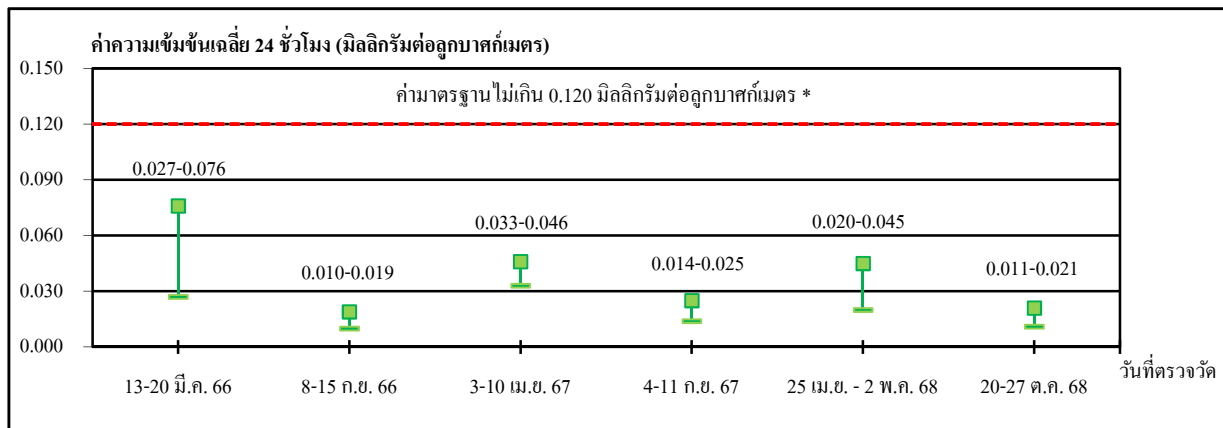 ค่าความเข้มข้นเฉลี่ย 24 ชั่วโมง (มิลลิกรัมต่อลูกบาศก์เมตร)
0.150
ค่ามาตรฐานไม่เกิน 0.120 มิลลิกรัมต่อลูกบาศก์เมตร *
0.120
0.027-0.076
0.090
0.033-0.046
0.020-0.045
0.060
0.010-0.019
0.014-0.025
0.011-0.021
0.030
0.000
วันที่ตรวจวัด
13-20 มี.ค. 66
8-15 ก.ย. 66
3-10 เม.ย. 67
4-11 ก.ย. 67
25 เม.ย. - 2 พ.ค. 68
20-27 ต.ค. 68